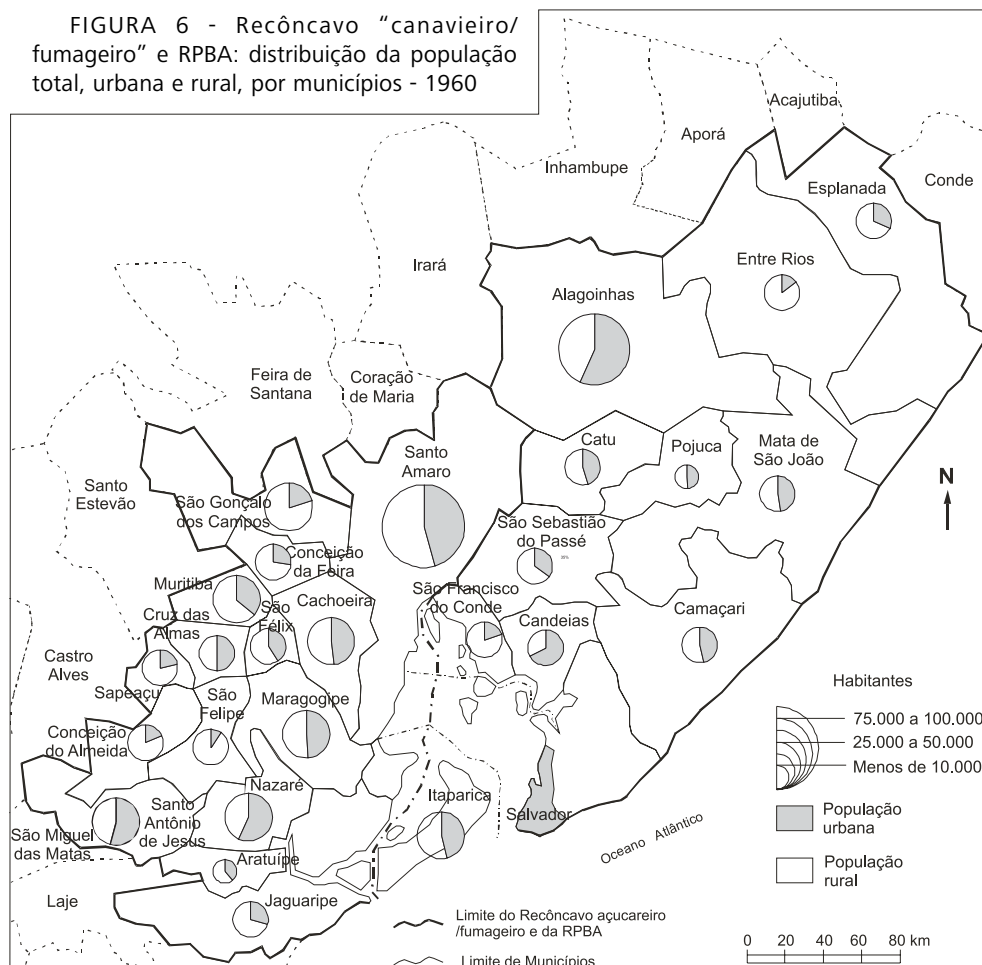 FIGURA 6 - Recôncavo “canavieiro/
fumageiro” e RPBA: distribuição da população
total, urbana e rural, por municípios - 1960
Acajutiba
Aporá
Inhambupe
Conde
Esplanada
Entre Rios
Irará
Alagoinhas
Feira de
Santana
Coração
de Maria
Catu
Pojuca
Mata de
São João
Santo
Amaro
Santo
Estevão
São Gonçalo
dos Campos
N
São Sebastião
do Passé
Conceição
da Feira
Muritiba
São Francisco
do Conde
Cachoeira
São
Félix
Cruz das
Almas
Candeias
Camaçari
Castro
Alves
Sapeaçu
São
Felipe
Maragogipe
Conceição
do Almeida
Nazaré
Itaparica
Salvador
Santo
Antônio
de Jesus
São Miguel
das Matas
Aratuípe
Laje
Jaguaripe
Oceano Atlântico
Habitantes
75.000 a 100.000
25.000 a 50.000
Menos de 10.000
População
urbana
População
rural
Limite do Recôncavo açucareiro
/fumageiro e da RPBA
Limite de Municípios
0 20 40 60 80 km